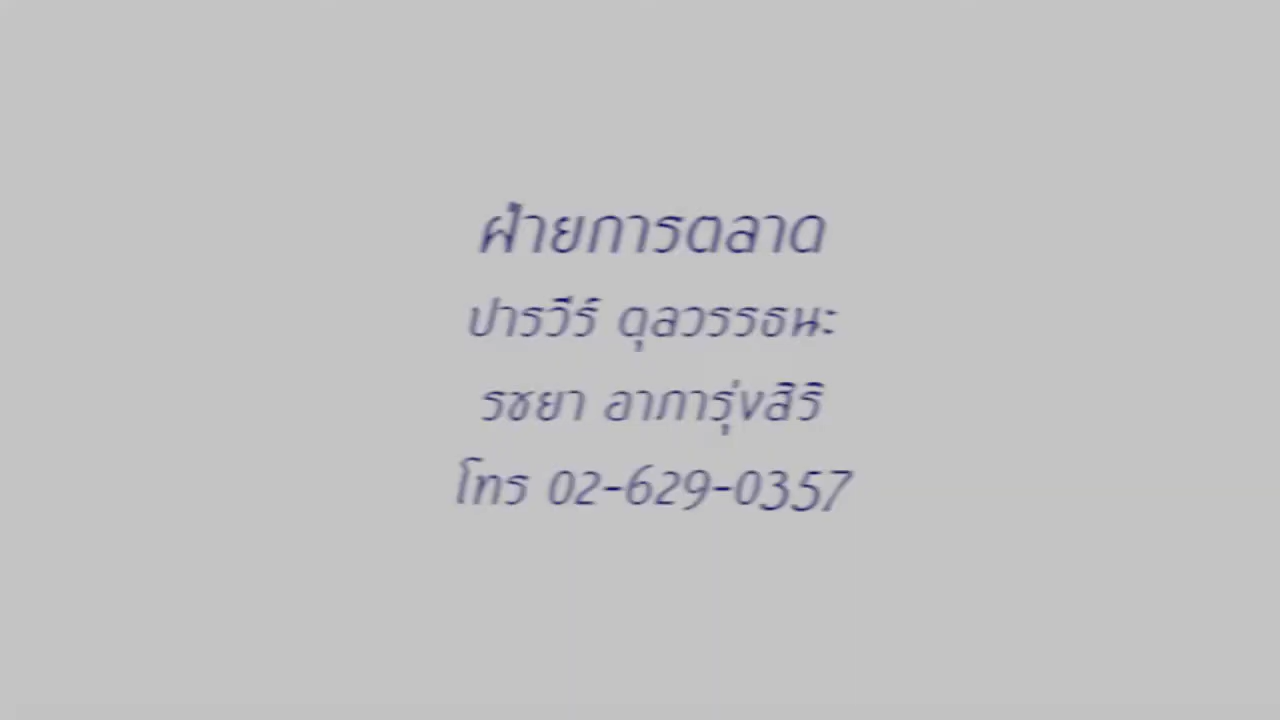 ฝ่ายการตลาด
ปารวีร์ ดุลวรรธนะ
รชยา อาภารุ่งสิริ
โทร 02-629-0357